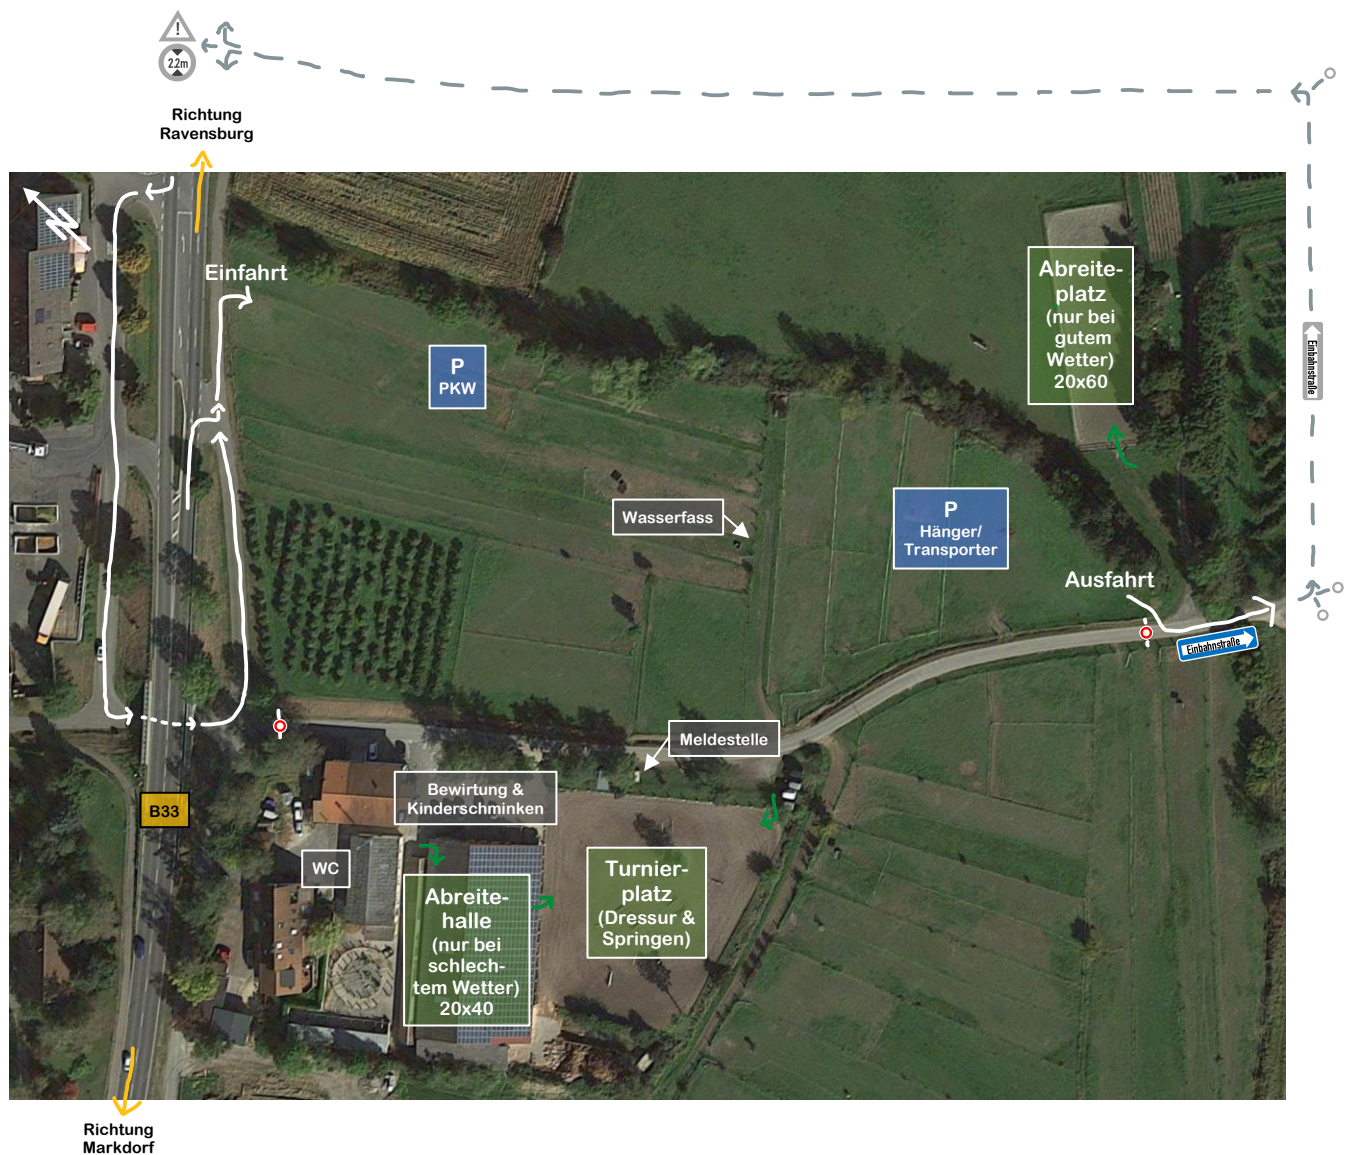 !
2.2m
Richtung
Ravensburg
N
Einfahrt
P
PKW
Abreite-
platz
(nur bei
gutem
Wetter)
20x60
Einbahnstraße
Wasserfass
P
Hänger/
Transporter
Ausfahrt
Einbahnstraße
Meldestelle
Bewirtung &
Kinderschminken
B33
WC
Abreite-
halle
(nur bei
schlech-
tem Wetter)
20x40
Turnier-
platz
(Dressur &
Springen)
Richtung
Markdorf